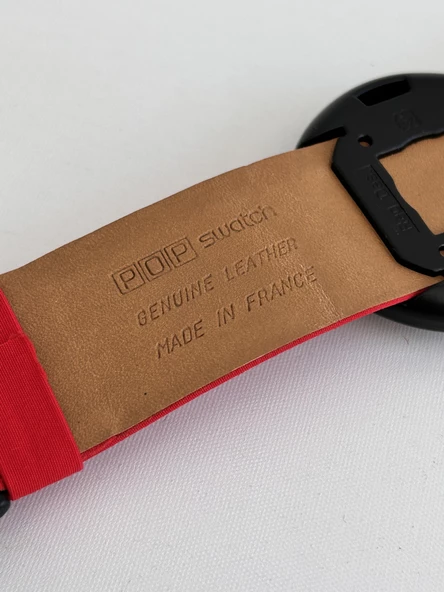 POP swatch
GENUINE LEATHER
MADE IN FRANCE